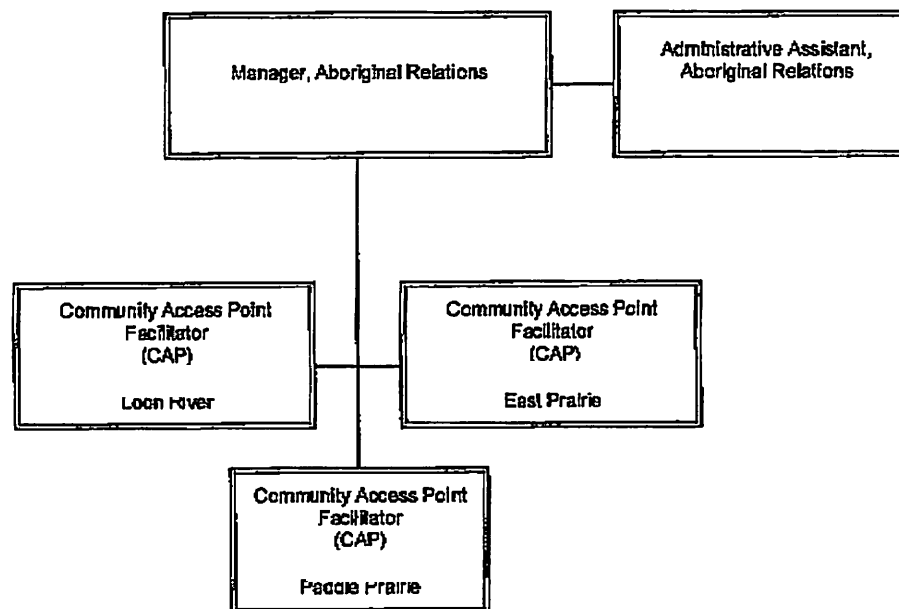 Manager, Aboriginal Relations
Administrative Assistant,
Aboriginal Relations
Community Access Point
Facilitator
(CAP)
Loon River
Community Access Point
Facilitator
(CAP)
East Prairie
Community Access Point
Facilitator
(CAP)
Paddle Prairie